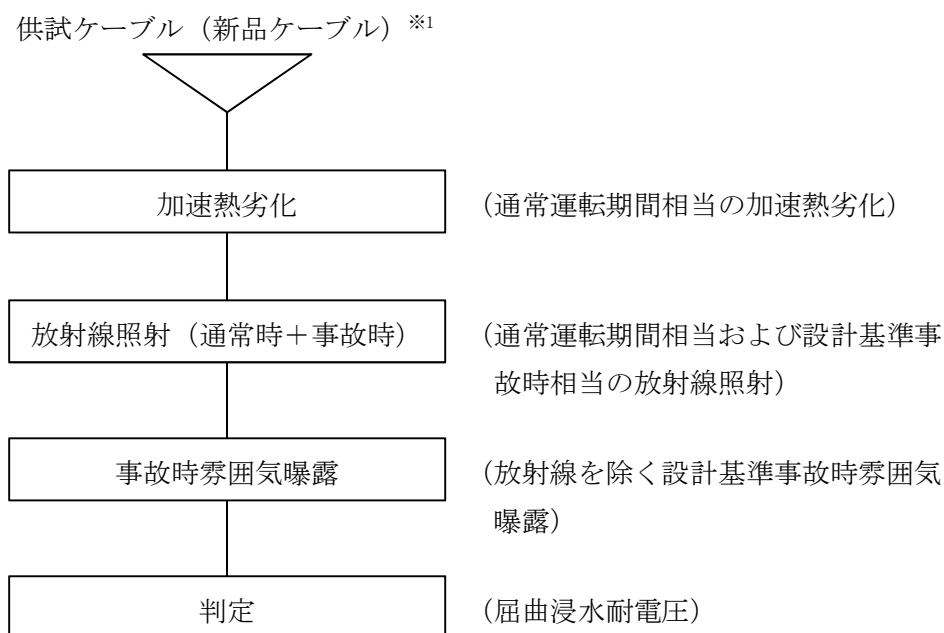 供試ケーブル（新品ケーブル）※1
加速熱劣化
（通常運転期間相当の加速熱劣化）
放射線照射（通常時＋事故時）
（通常運転期間相当および設計基準事
故時相当の放射線照射）
事故時雰囲気曝露
（放射線を除く設計基準事故時雰囲気
曝露）
判定
（屈曲浸水耐電圧）